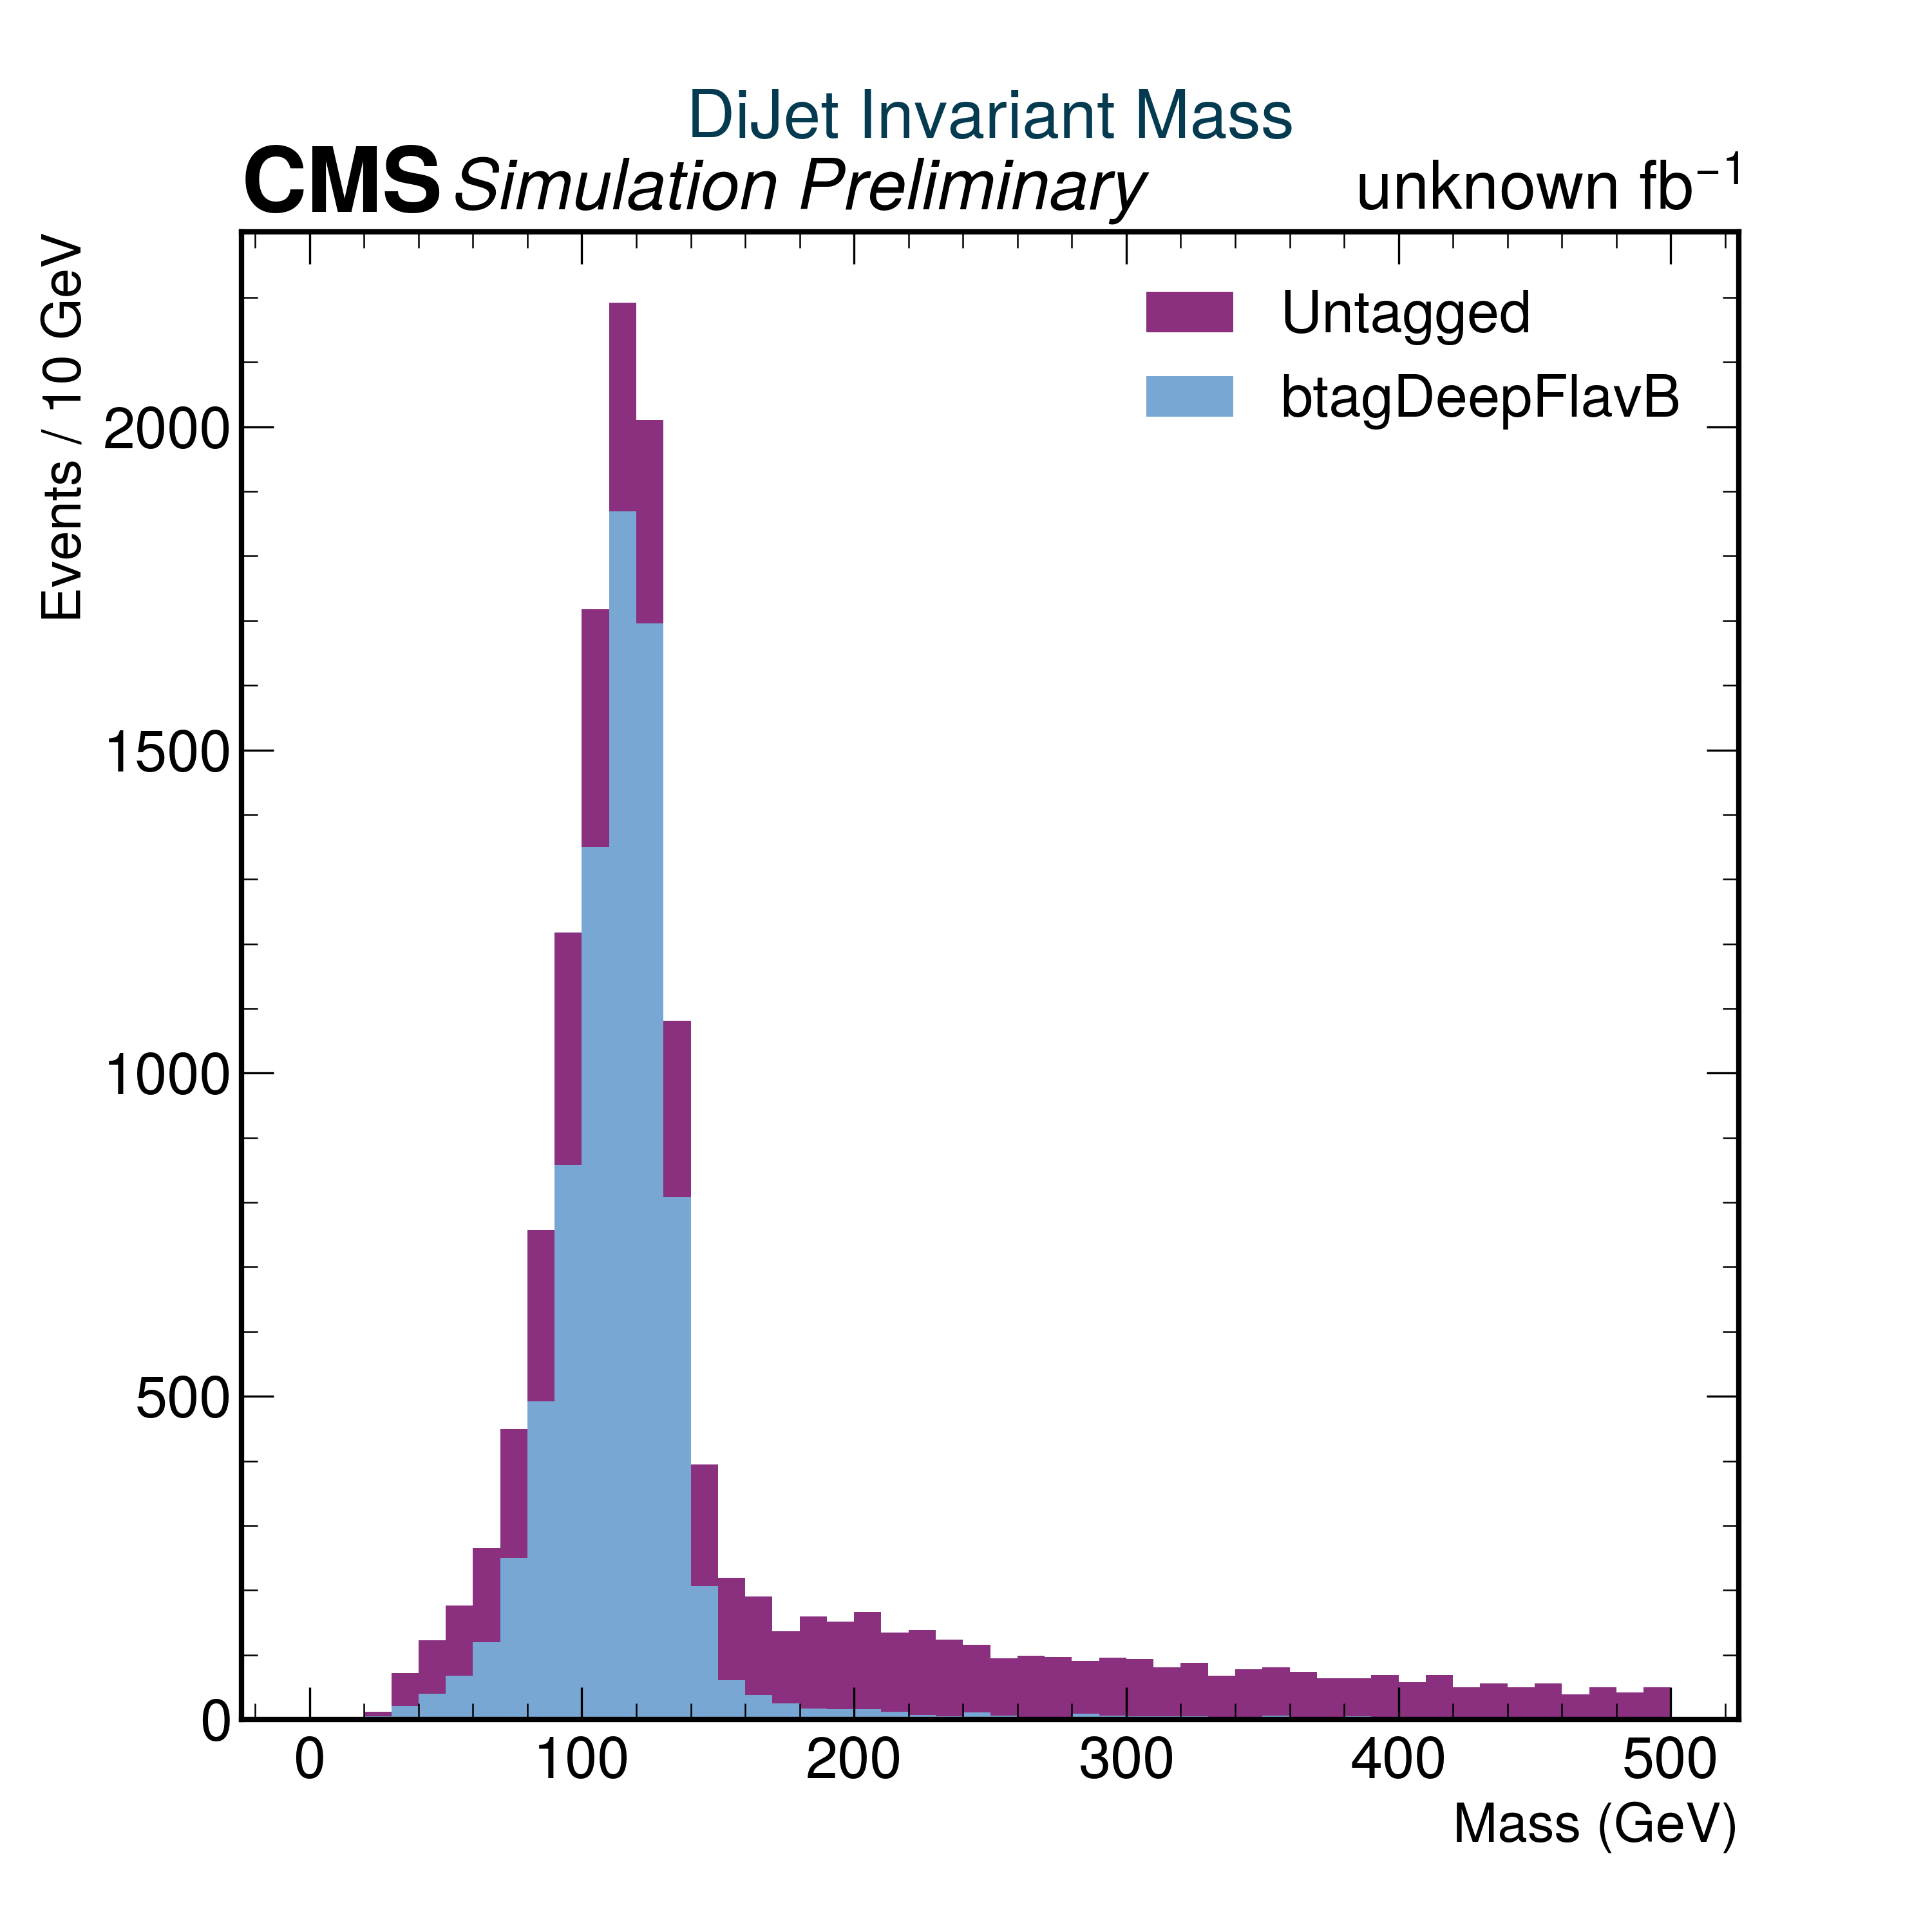 DiJet Invariant Mass
CMS Simulation Preliminary unknown fb⁻¹
Events / 10 GeV
Untagged
btagDeepFlavB
2000
1500
1000
500
0
0 100 200 300 400 500
Mass (GeV)